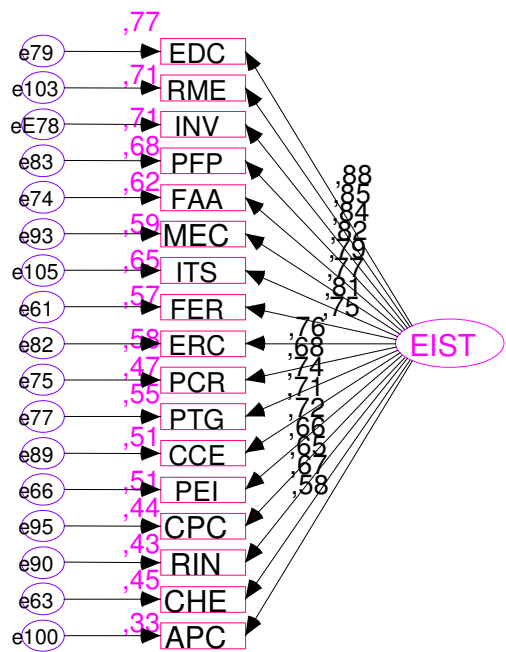 ,77
e79 EDC
,71
e103 RME
,71
eE78 INV
,68
e83 PFP
,62
e74 FAA
,59
e93 MEC
,65
e105 ITS
,57
e61 FER
,58
e82 ERC
,47
e75 PCR
,55
e77 PTG
,51
e89 CCE
,51
e66 PEI
,44
e95 CPC
,43
e90 RIN
,45
e63 CHE
,33
e100 APC
,88
,85
,84
,82
,79
,77
,81
,75
,76
,68
,74
,71
,72
,66
,65
,67
,58
EIST